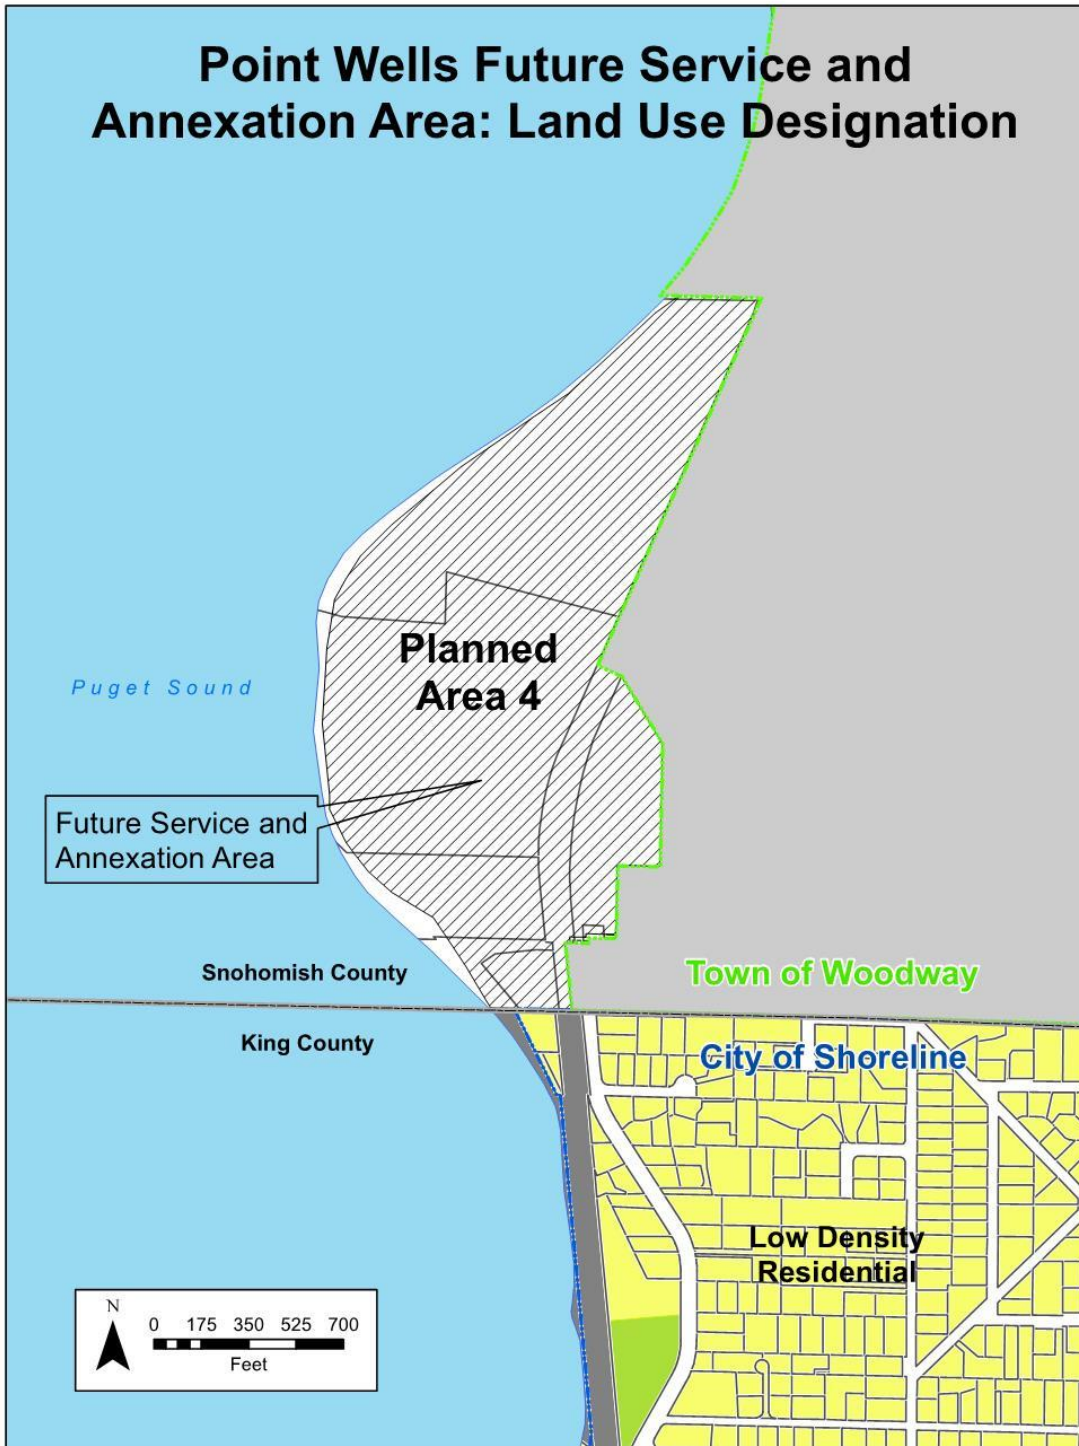 Point Wells Future Service and
Annexation Area: Land Use Designation
Planned
Area 4
Puget Sound
Future Service and
Annexation Area
Snohomish County
Town of Woodway
King County
City of Shoreline
Low Density
Residential
N
0 175 350 525 700
Feet